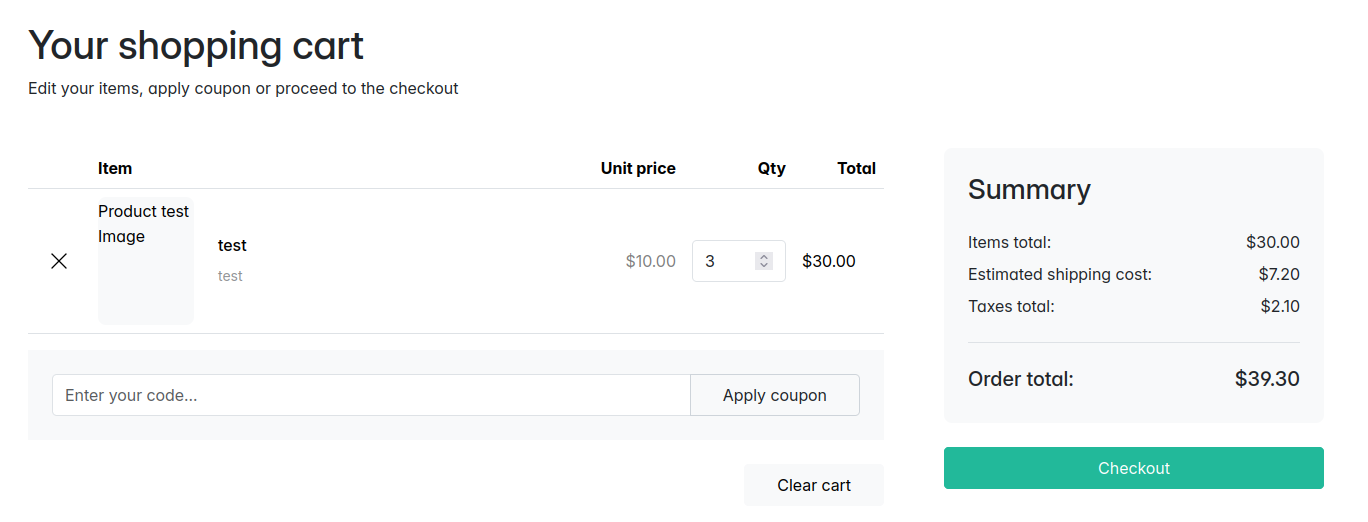 Your shopping cart
Edit your items, apply coupon or proceed to the checkout
Item Unit price Qty Total
Product test
Image
test
test
$10.00 3 $30.00
Enter your code... Apply coupon
Clear cart
Summary
Items total: $30.00
Estimated shipping cost: $7.20
Taxes total: $2.10
Order total: $39.30
Checkout